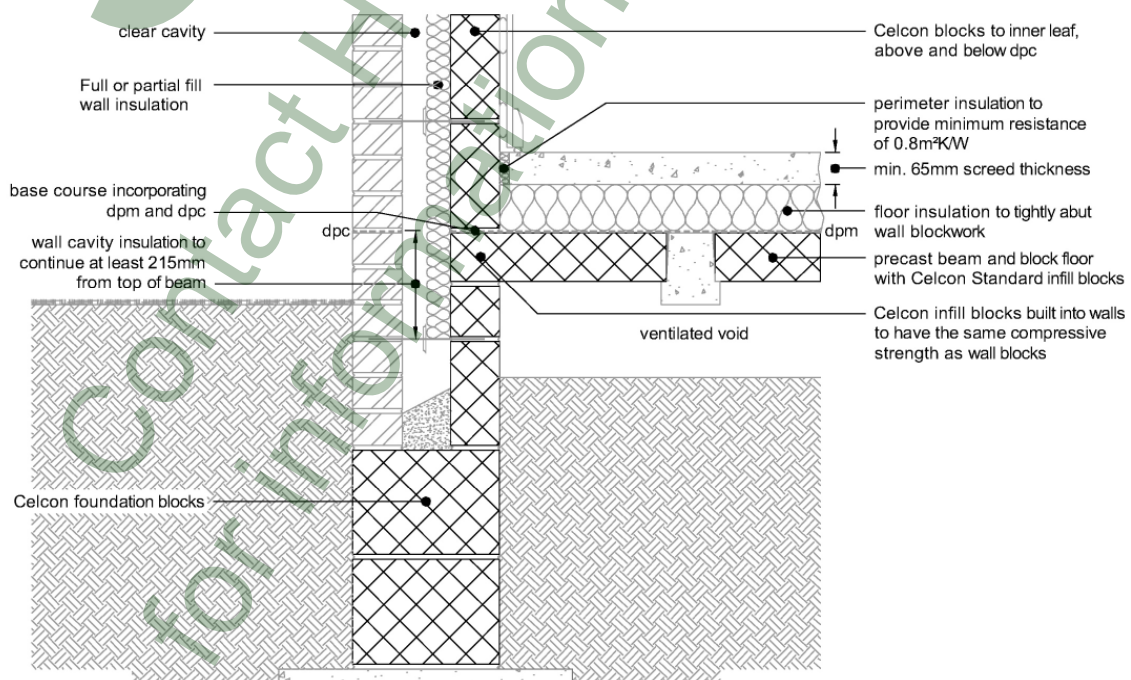 clear cavity
Full or partial fill
wall insulation
base course incorporating
dpm and dpc
dpc
wall cavity insulation to
continue at least 215mm
from top of beam
Celcon foundation blocks
Celcon blocks to inner leaf,
above and below dpc
perimeter insulation to
provide minimum resistance
of 0.8m²K/W
min. 65mm screed thickness
floor insulation to tightly abut
wall blockwork
dpm
precast beam and block floor
with Celcon Standard infill blocks
Celcon infill blocks built into walls
to have the same compressive
strength as wall blocks
ventilated void
Contact H
for information